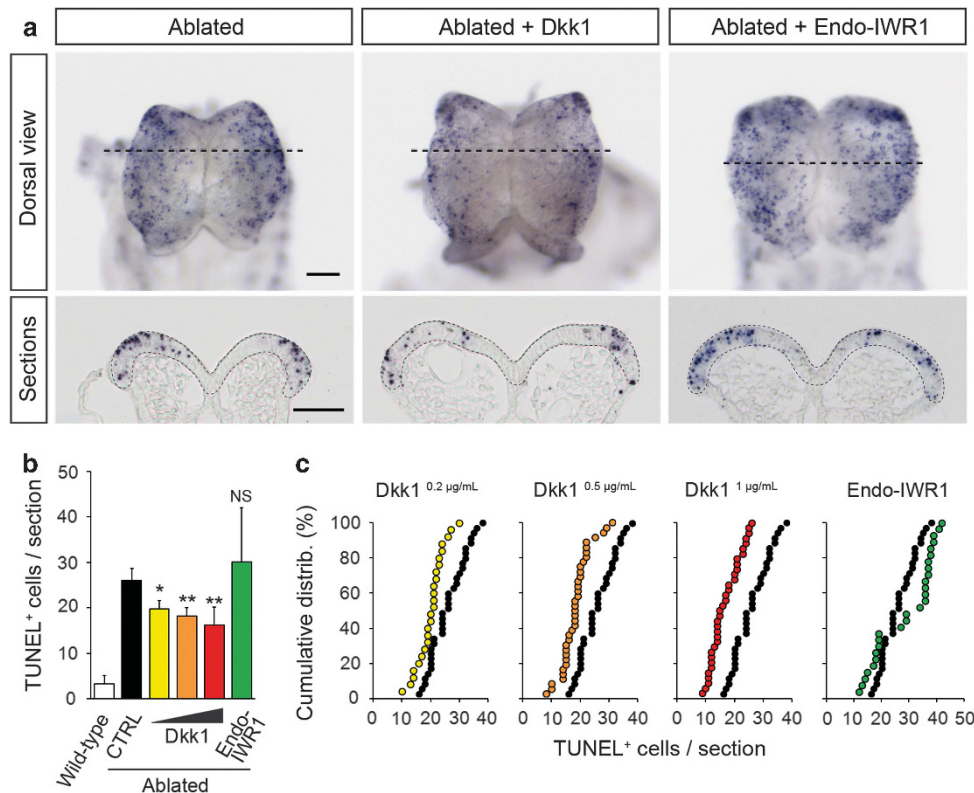 a
Ablated
Ablated + Dkk1
Ablated + Endo-IWR1
Dorsal view
Sections
b
TUNEL⁺ cells / section
50
40
30
20
10
0
*
**
**
NS
Wild-type
CTRL
Dkk1
Endo-
IWR1
Ablated
c
Dkk1 0.2 µg/mL
Dkk1 0.5 µg/mL
Dkk1 1 µg/mL
Endo-IWR1
Cumulative distrib. (%)
100
80
60
40
20
0
0 10 20 30 40
0 10 20 30 40
0 10 20 30 40
0 10 20 30 40 50
TUNEL⁺ cells / section